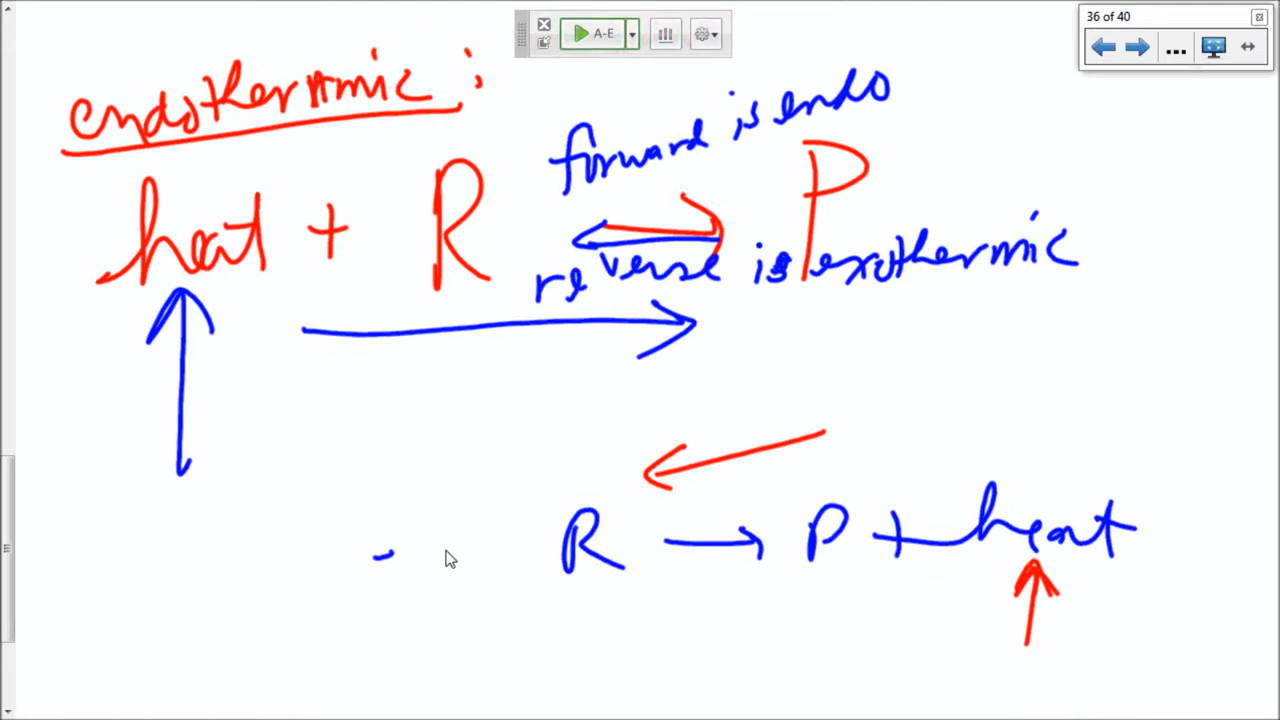 36 of 40
A-E
endothermic :
forward is endo
heat + R ⇄ P
reverse is exothermic
R → P + heat
-